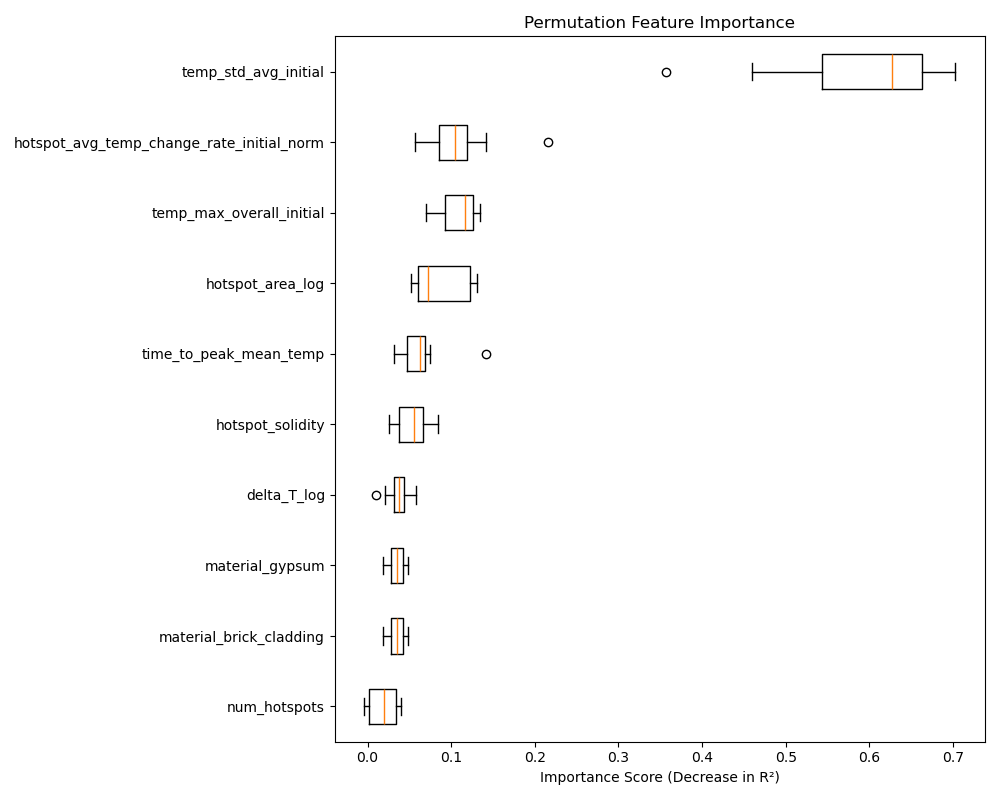 Permutation Feature Importance
temp_std_avg_initial
hotspot_avg_temp_change_rate_initial_norm
temp_max_overall_initial
hotspot_area_log
time_to_peak_mean_temp
hotspot_solidity
delta_T_log
material_gypsum
material_brick_cladding
num_hotspots
0.0 0.1 0.2 0.3 0.4 0.5 0.6 0.7
Importance Score (Decrease in R²)